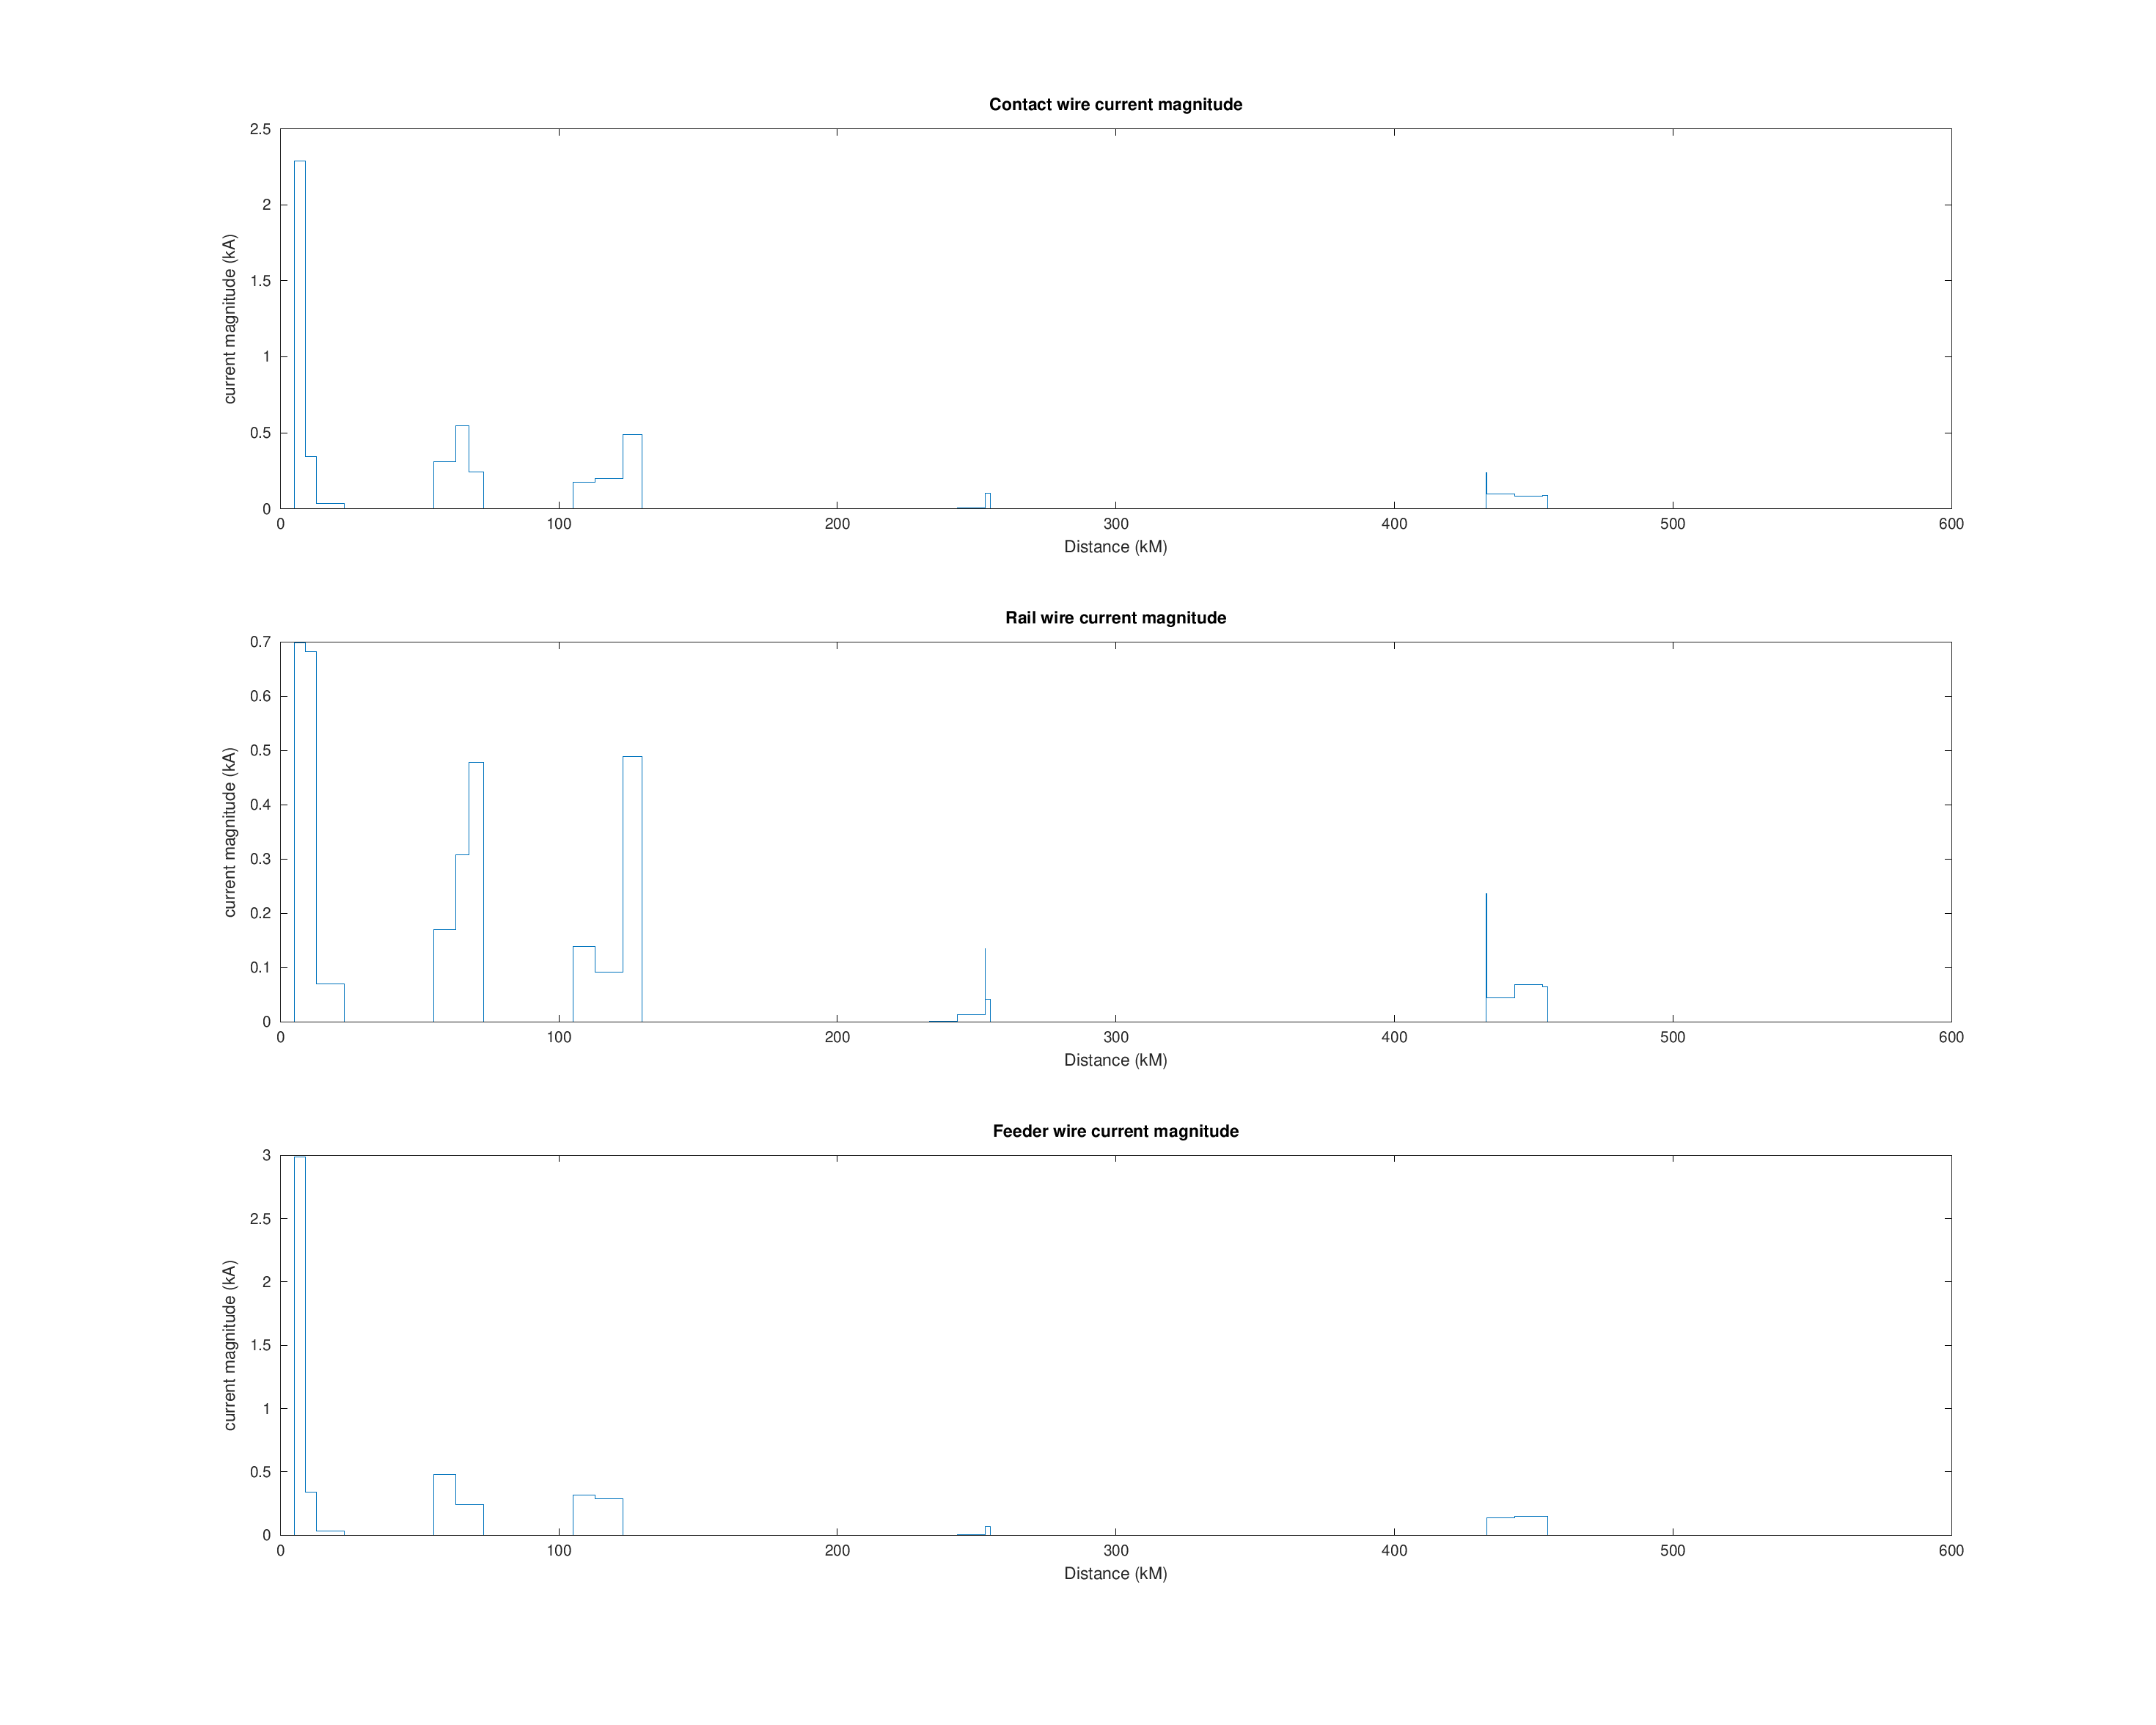 Contact wire current magnitude
2.5
2
1.5
1
0.5
0
current magnitude (kA)
0 100 200 300 400 500 600
Distance (kM)
Rail wire current magnitude
0.7
0.6
0.5
0.4
0.3
0.2
0.1
0
current magnitude (kA)
0 100 200 300 400 500 600
Distance (kM)
Feeder wire current magnitude
3
2.5
2
1.5
1
0.5
0
current magnitude (kA)
0 100 200 300 400 500 600
Distance (kM)